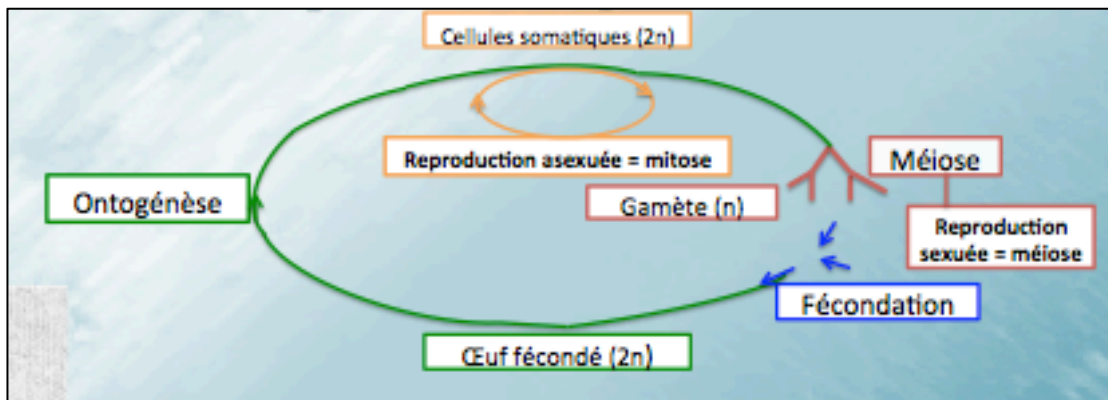 Cellules somatiques (2n)
Reproduction asexuée = mitose
Méiose
Ontogénèse
Gamète (n)
Reproduction
sexuée = méiose
Fécondation
Œuf fécondé (2n)